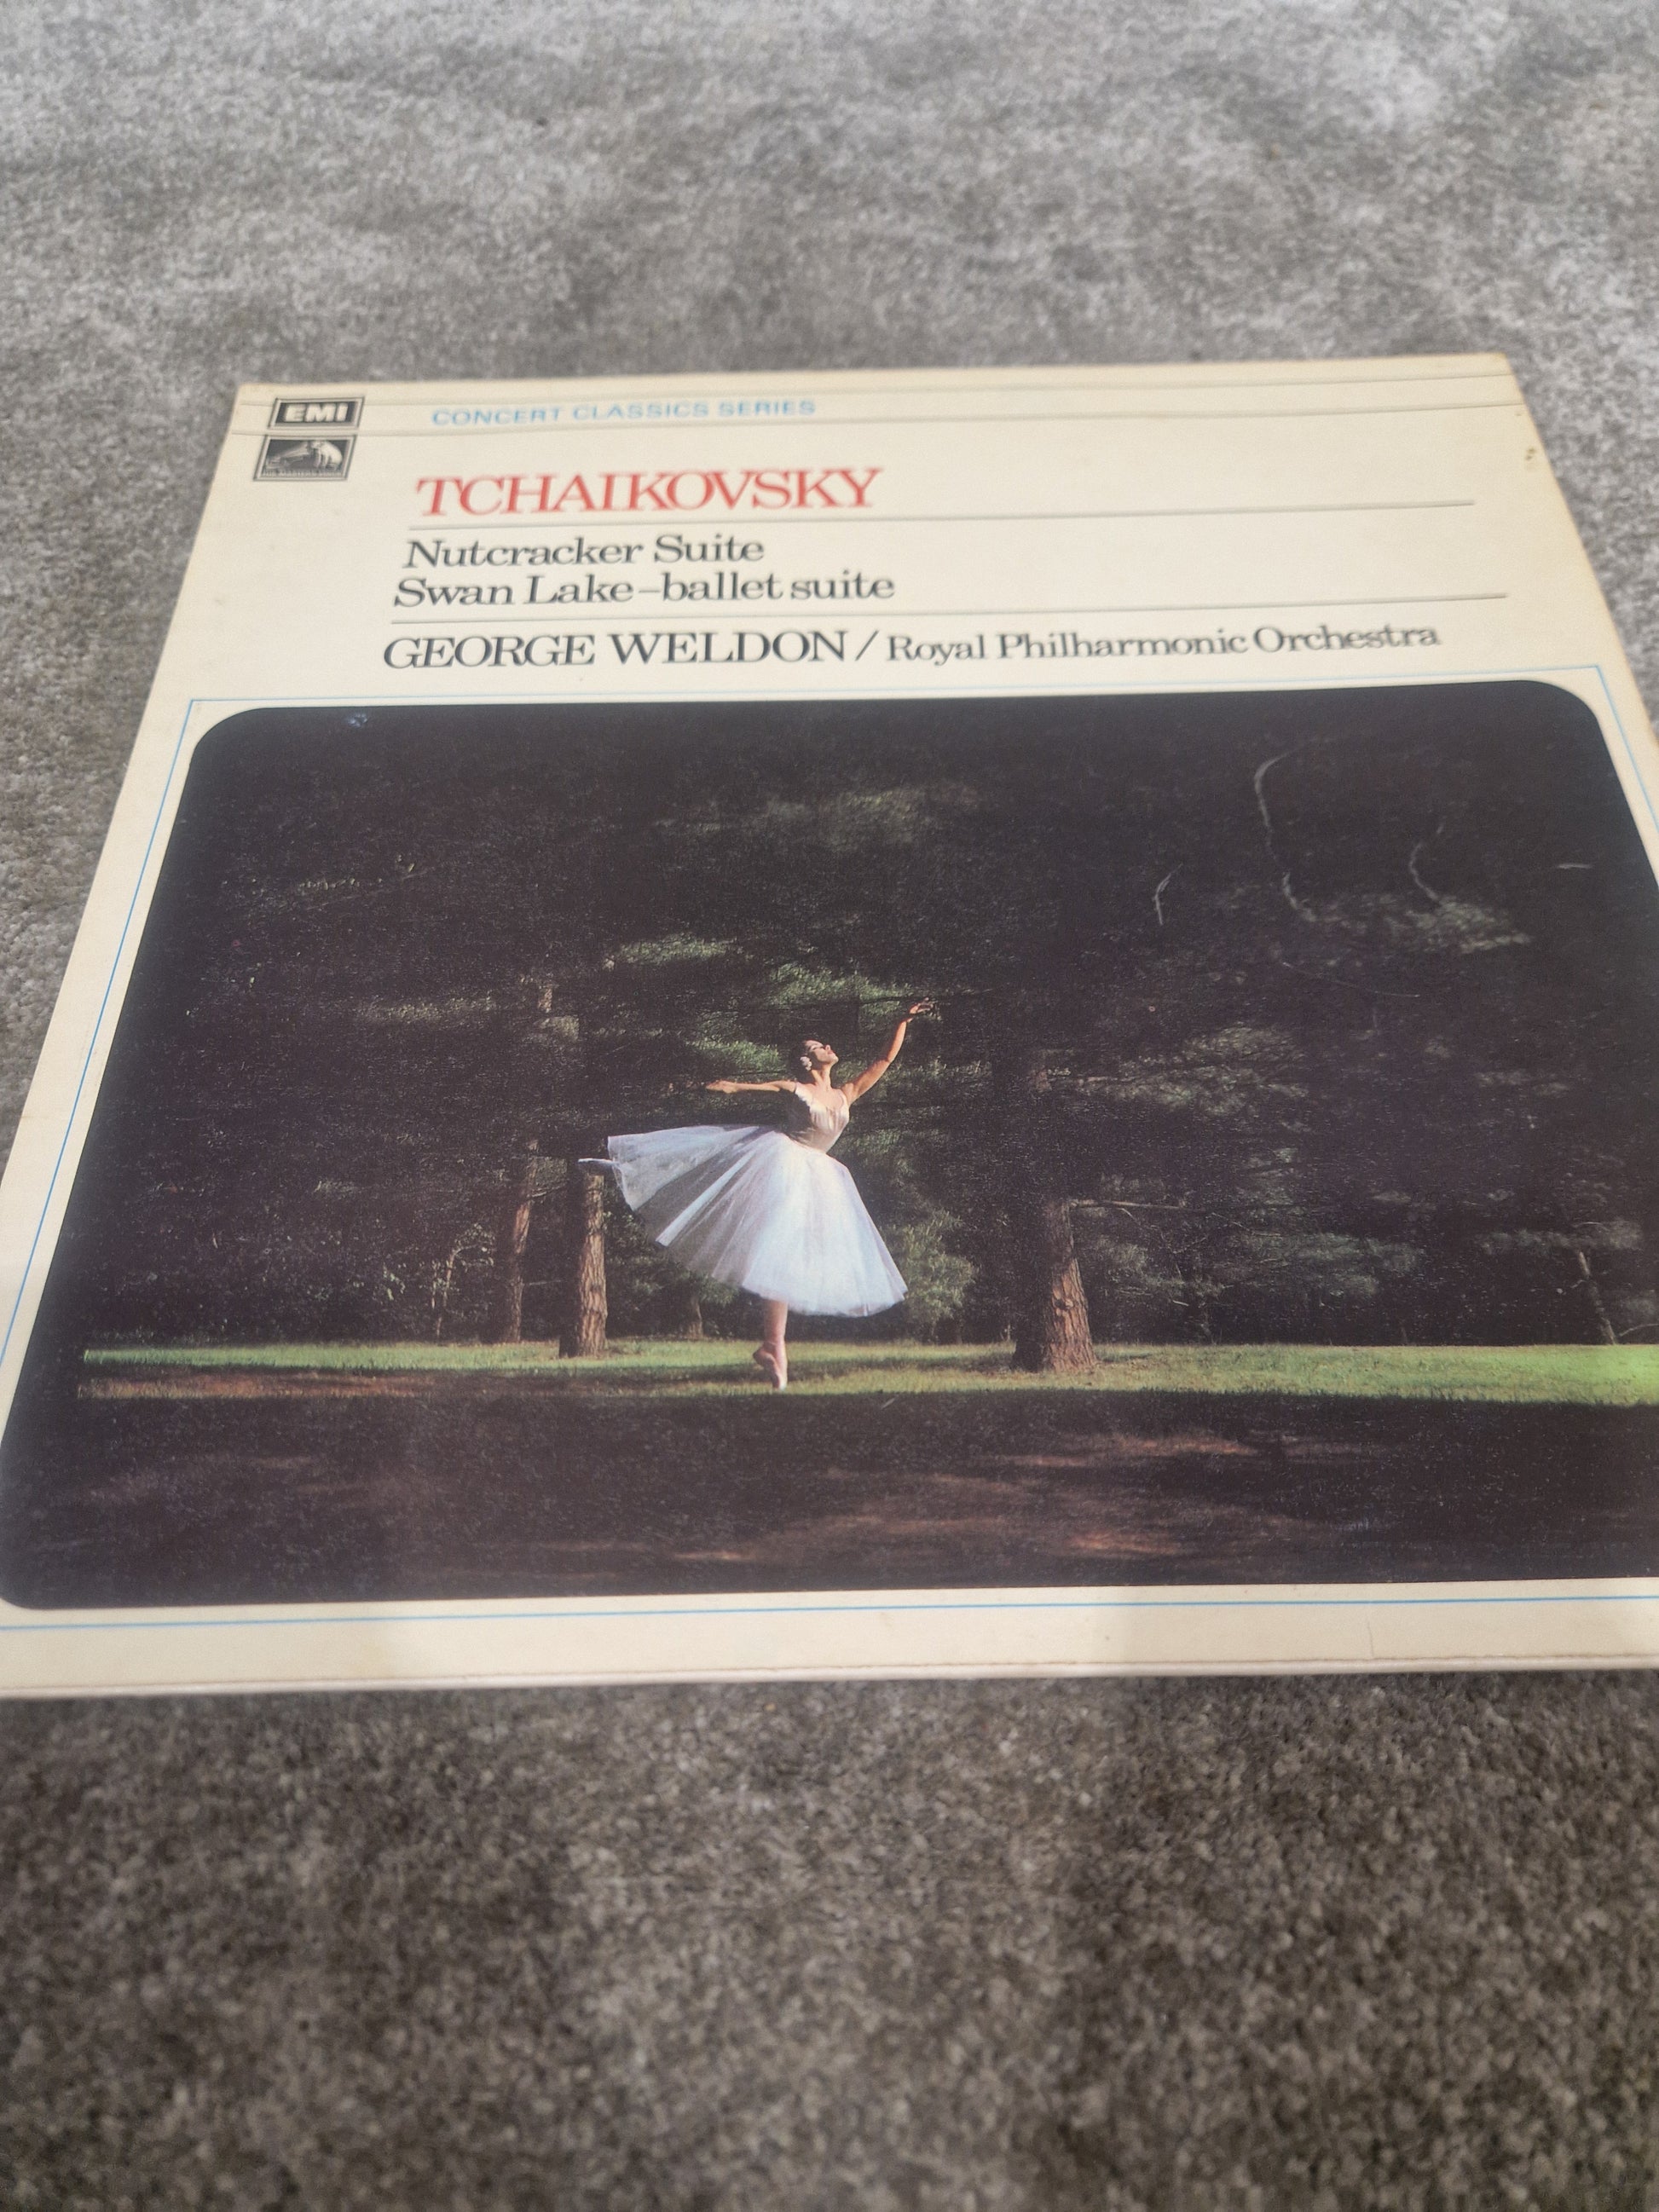 EMI
CONCERT CLASSICS SERIES
TCHAIKOVSKY
Nutcracker Suite
Swan Lake–ballet suite
GEORGE WELDON / Royal Philharmonic Orchestra